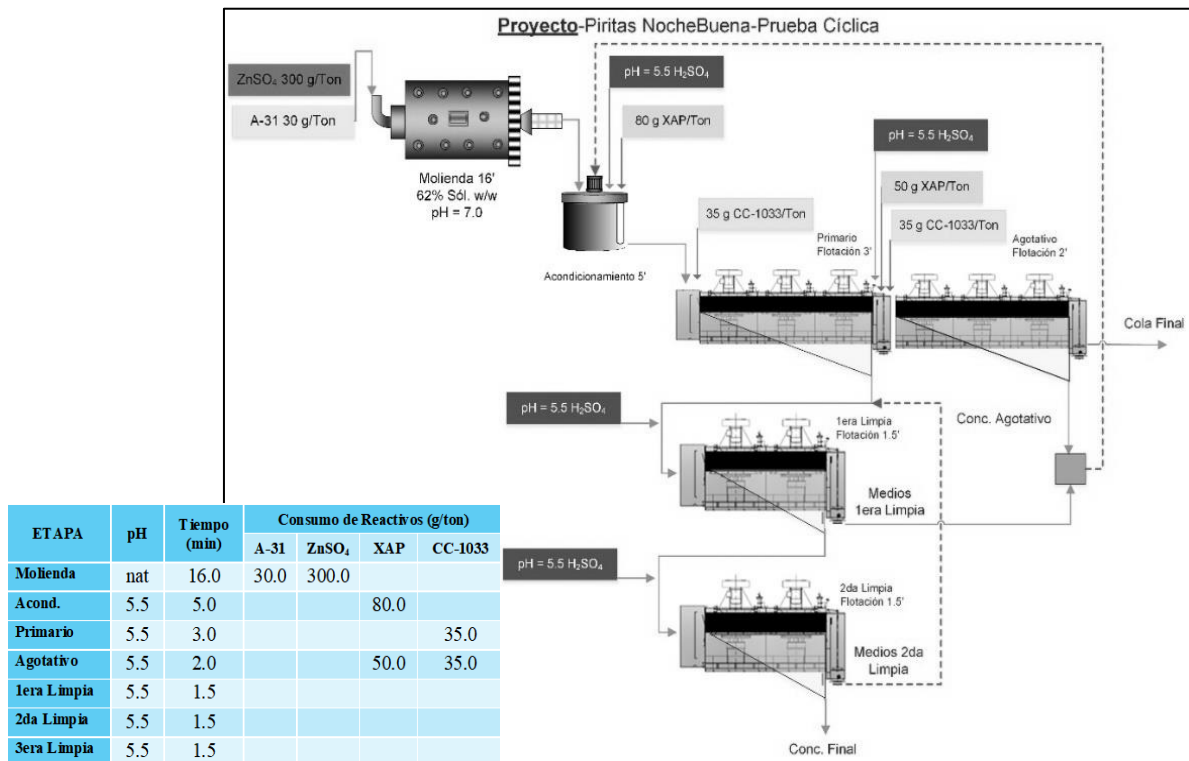 Proyecto-Piritas NocheBuena-Prueba Cíclica
ZnSO₄ 300 g/Ton
A-31 30 g/Ton
Molienda 16'
62% Sól. w/w
pH = 7.0
pH = 5.5 H₂SO₄
80 g XAP/Ton
Acondicionamiento 5'
35 g CC-1033/Ton
Primario
Flotación 3'
pH = 5.5 H₂SO₄
50 g XAP/Ton
35 g CC-1033/Ton
Agotativo
Flotación 2'
Cola Final
Conc. Agotativo
pH = 5.5 H₂SO₄
1era Limpia
Flotación 1.5'
Medios
1era Limpia
pH = 5.5 H₂SO₄
2da Limpia
Flotación 1.5'
Medios 2da
Limpia
Conc. Final
ETAPA pH Tiempo (min) Consumo de Reactivos (g/ton)
A-31 ZnSO₄ XAP CC-1033
Molienda nat 16.0 30.0 300.0
Acond. 5.5 5.0 80.0
Primario 5.5 3.0 35.0
Agotativo 5.5 2.0 50.0 35.0
1era Limpia 5.5 1.5
2da Limpia 5.5 1.5
3era Limpia 5.5 1.5